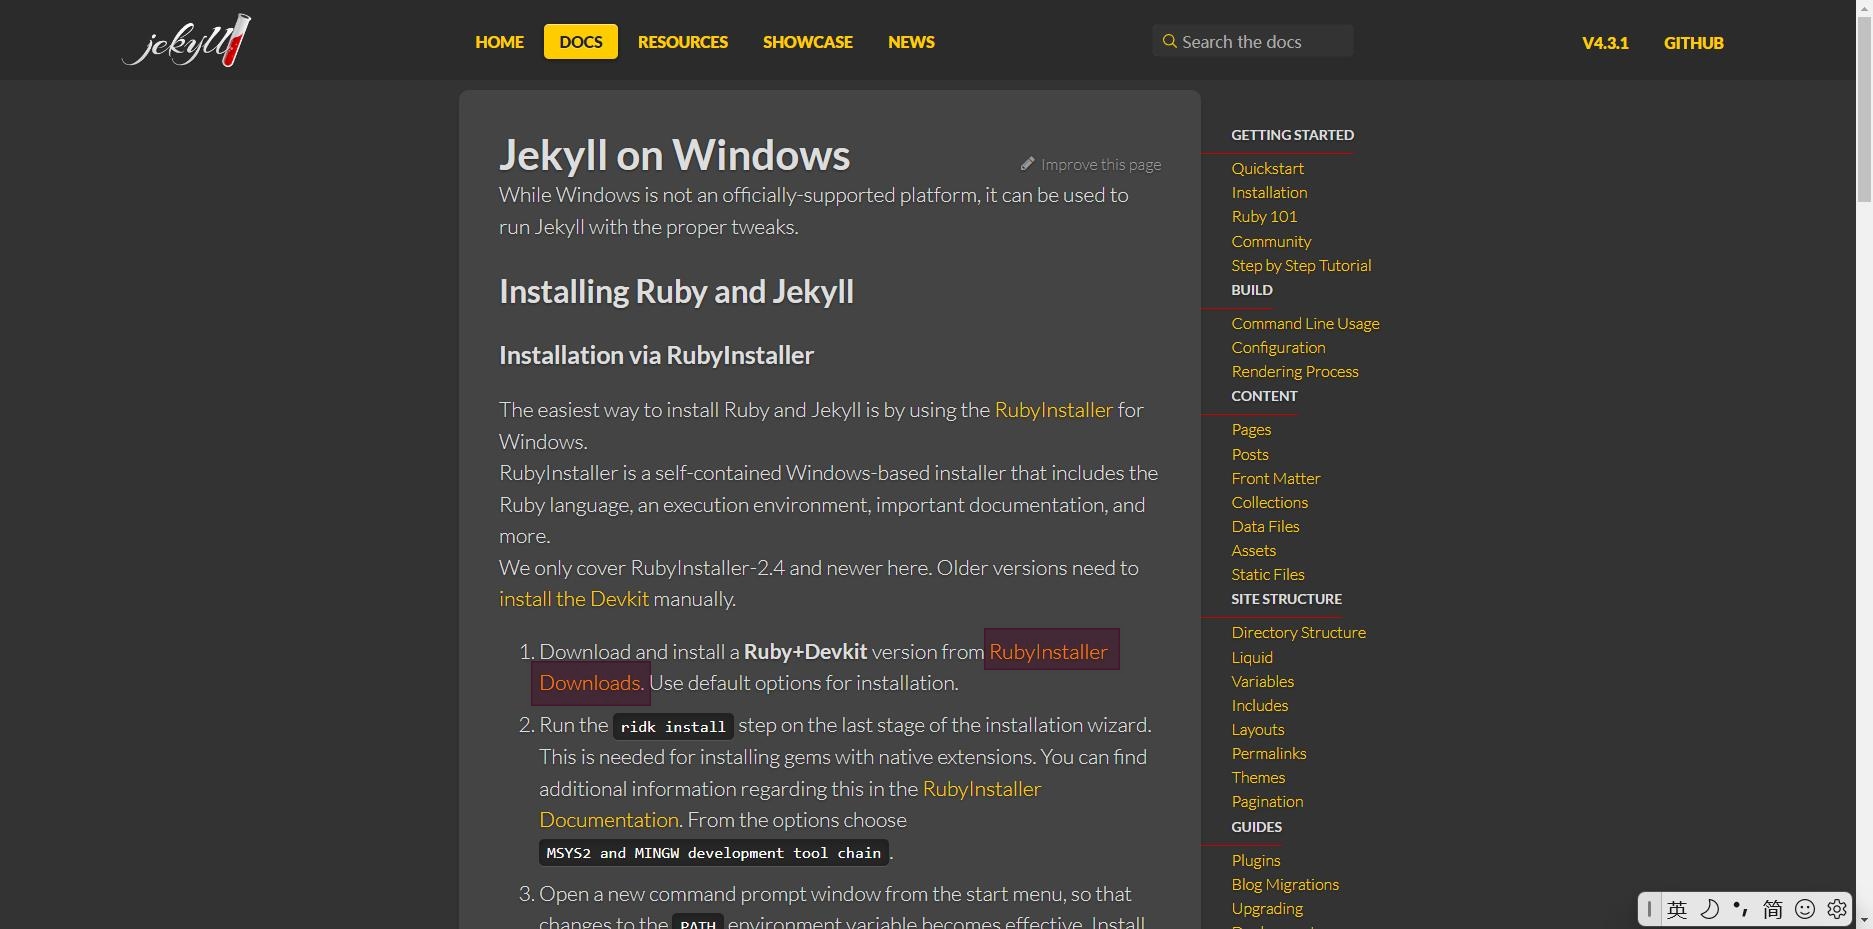 jekyll
HOME DOCS RESOURCES SHOWCASE NEWS
Search the docs
V4.3.1 GITHUB
Jekyll on Windows
Improve this page
While Windows is not an officially-supported platform, it can be used to
run Jekyll with the proper tweaks.
Installing Ruby and Jekyll
Installation via RubyInstaller
The easiest way to install Ruby and Jekyll is by using the RubyInstaller for
Windows.
RubyInstaller is a self-contained Windows-based installer that includes the
Ruby language, an execution environment, important documentation, and
more.
We only cover RubyInstaller-2.4 and newer here. Older versions need to
install the Devkit manually.
1. Download and install a Ruby+Devkit version from RubyInstaller
Downloads. Use default options for installation.
2. Run the ridk install step on the last stage of the installation wizard.
This is needed for installing gems with native extensions. You can find
additional information regarding this in the RubyInstaller
Documentation. From the options choose
MSYS2 and MINGW development tool chain.
3. Open a new command prompt window from the start menu, so that
changes to the PATH environment variable becomes effective. Install
GETTING STARTED
Quickstart
Installation
Ruby 101
Community
Step by Step Tutorial
BUILD
Command Line Usage
Configuration
Rendering Process
CONTENT
Pages
Posts
Front Matter
Collections
Data Files
Assets
Static Files
SITE STRUCTURE
Directory Structure
Liquid
Variables
Includes
Layouts
Permalinks
Themes
Pagination
GUIDES
Plugins
Blog Migrations
Upgrading
英 简